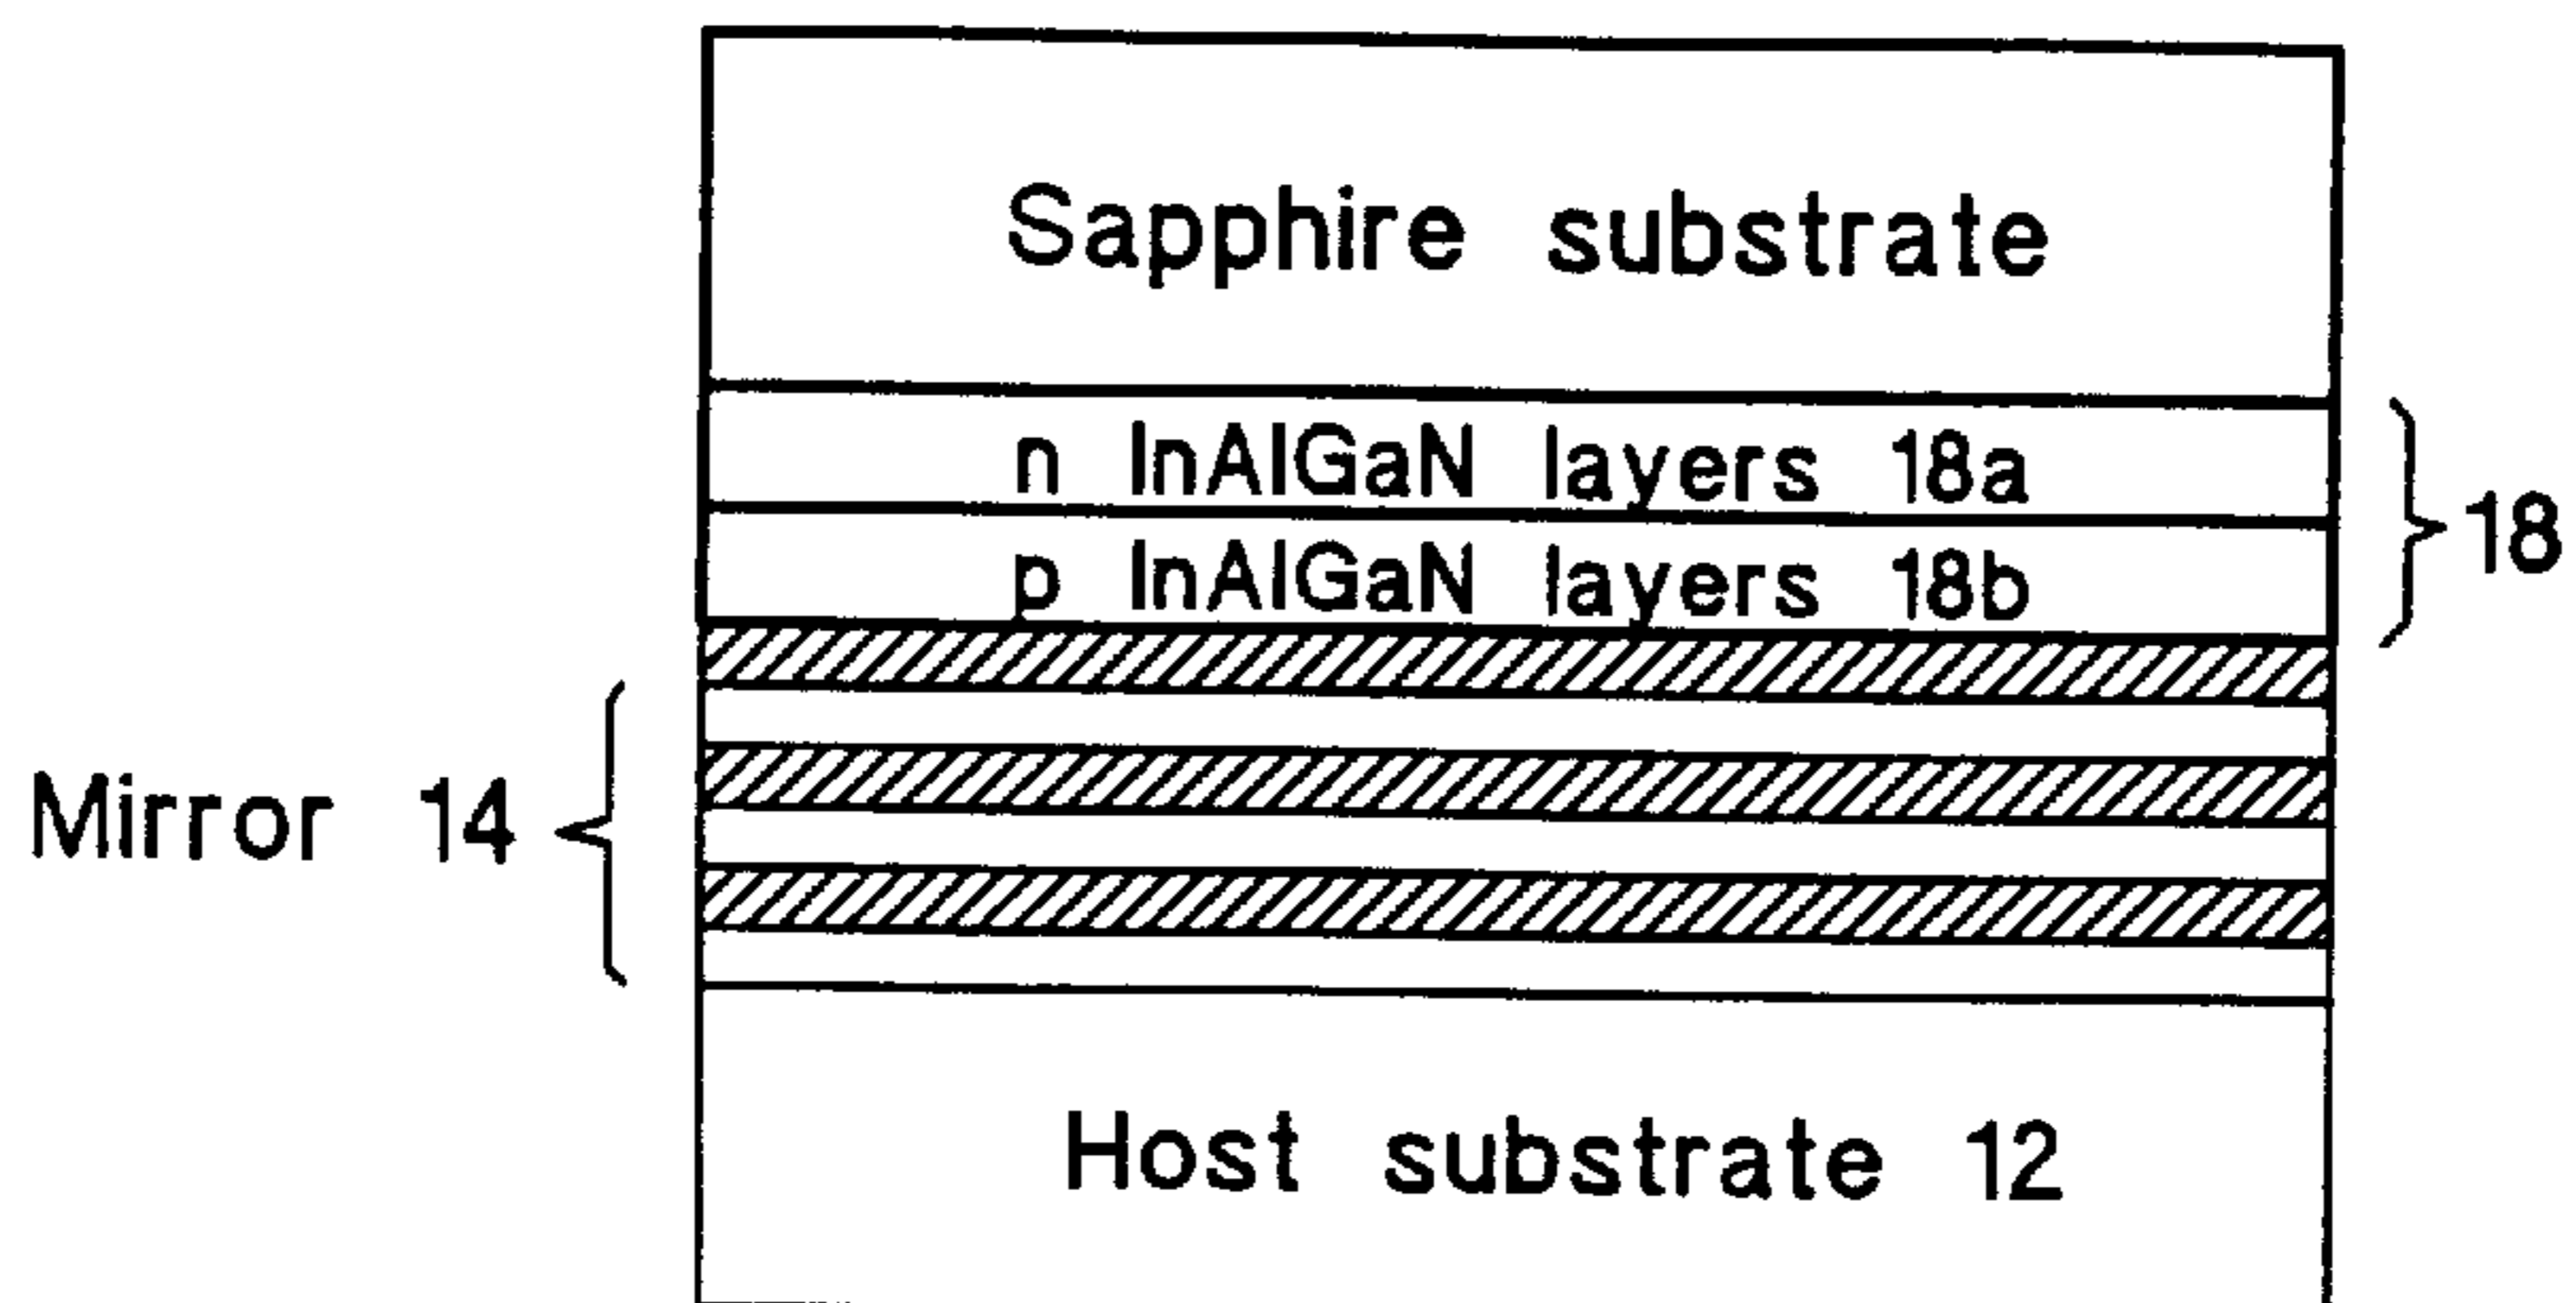 Sapphire substrate
n InAlGaN layers 18a
p InAlGaN layers 18b
18
Mirror 14
Host substrate 12